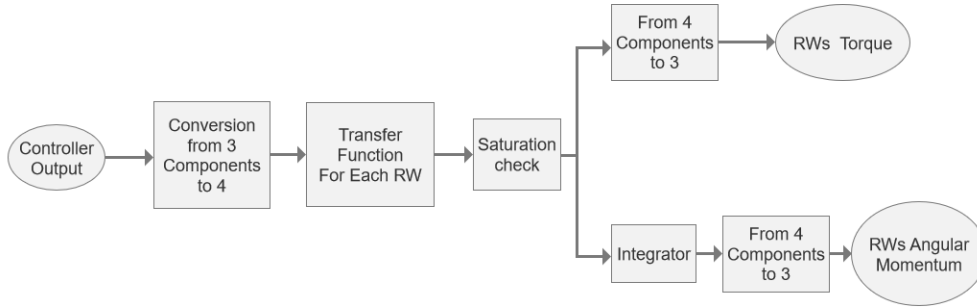 Controller
Output
Conversion
from 3
Components
to 4
Transfer
Function
For Each RW
Saturation
check
From 4
Components
to 3
RWs Torque
Integrator
From 4
Components
to 3
RWs Angular
Momentum